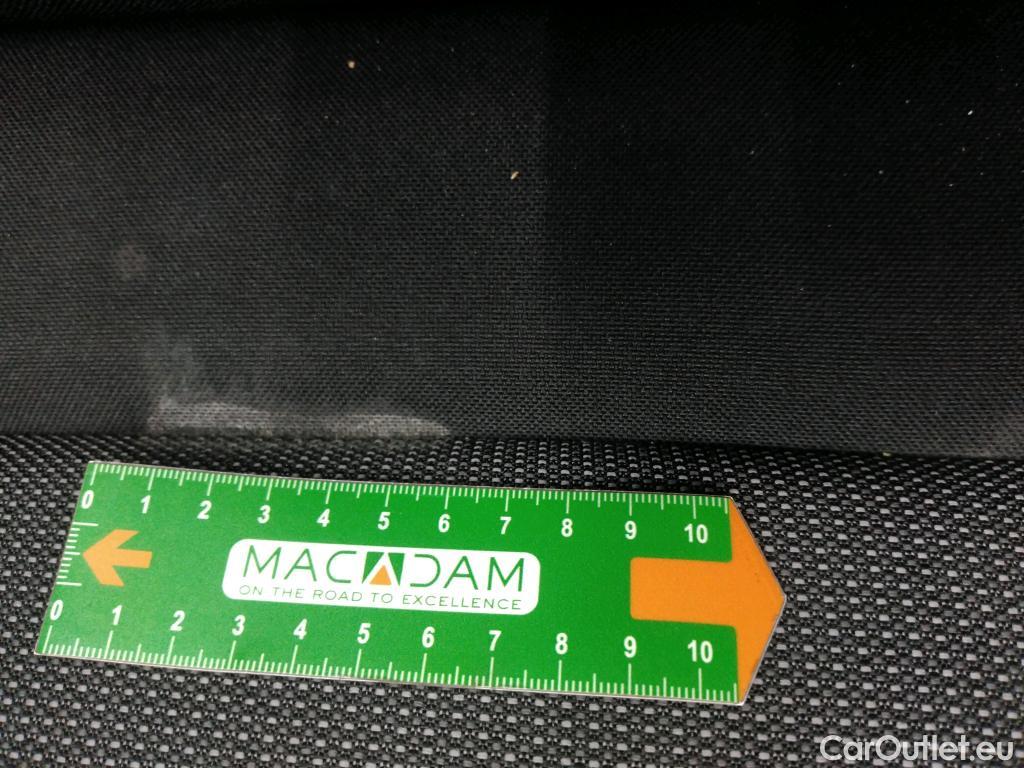 0 1 2 3 4 5 6 7 8 9 10
MACADAM
ON THE ROAD TO EXCELLENCE
0 1 2 3 4 5 6 7 8 9 10
CarOutlet.eu